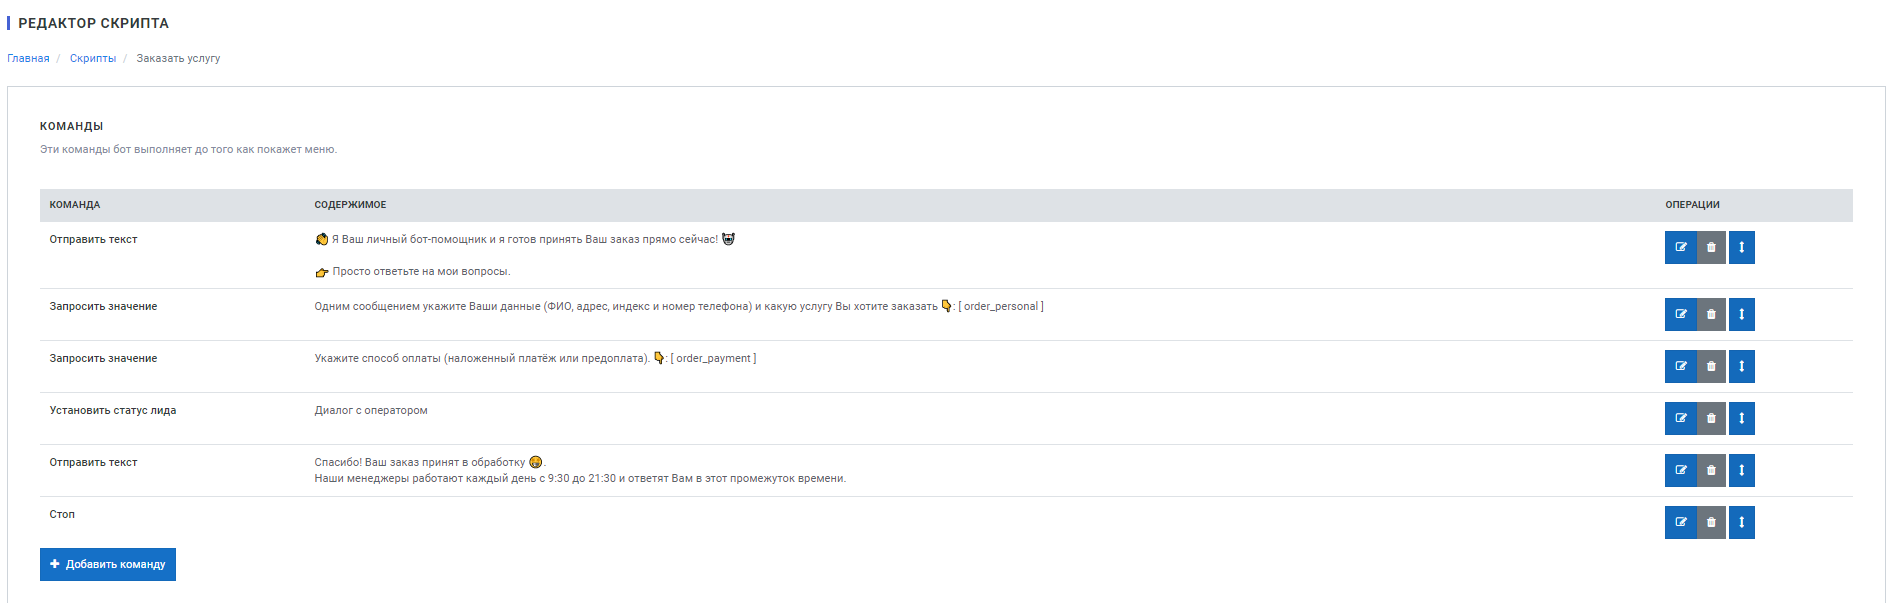 РЕДАКТОР СКРИПТА
Главная / Скрипты / Заказать услугу
КОМАНДЫ
Эти команды бот выполняет до того как покажет меню.
КОМАНДА СОДЕРЖИМОЕ ОПЕРАЦИИ
Отправить текст 👋 Я Ваш личный бот-помощник и я готов принять Ваш заказ прямо сейчас!
👉 Просто ответьте на мои вопросы.
Запросить значение Одним сообщением укажите Ваши данные (ФИО, адрес, индекс и номер телефона) и какую услугу Вы хотите заказать 👇: [ order_personal ]
Запросить значение Укажите способ оплаты (наложенный платёж или предоплата). 👇: [ order_payment ]
Установить статус лида Диалог с оператором
Отправить текст Спасибо! Ваш заказ принят в обработку 😀.
Наши менеджеры работают каждый день с 9:30 до 21:30 и ответят Вам в этот промежуток времени.
Стоп
+ Добавить команду